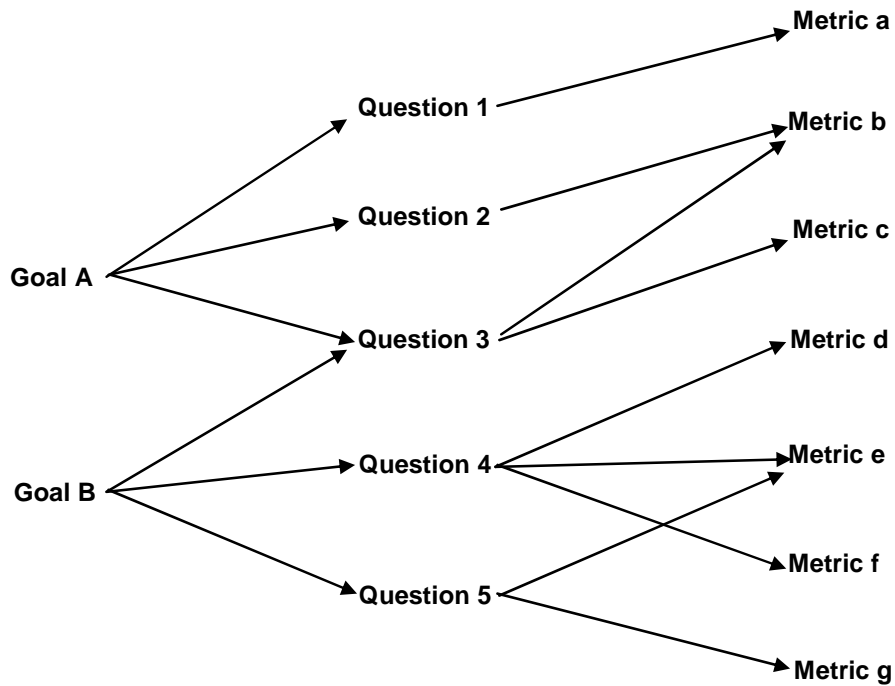 Goal A
Goal B
Question 1
Question 2
Question 3
Question 4
Question 5
Metric a
Metric b
Metric c
Metric d
Metric e
Metric f
Metric g